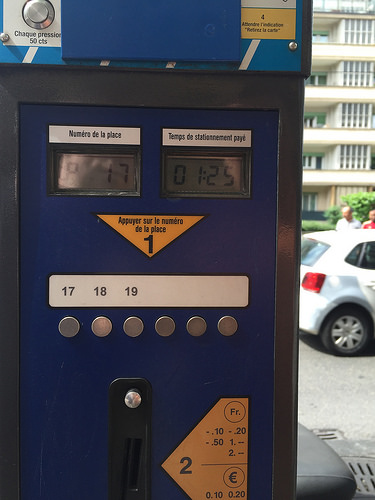 Chaque pression
50 cts
4
Attendre l'indication
"Retirez la carte"
Numéro de la place
Temps de stationnement payé
P 17
01:25
Appuyer sur le numéro
de la place
1
17 18 19
Fr.
-.10 -.20
-.50 1.--
2.--
2
€
0.10 0.20